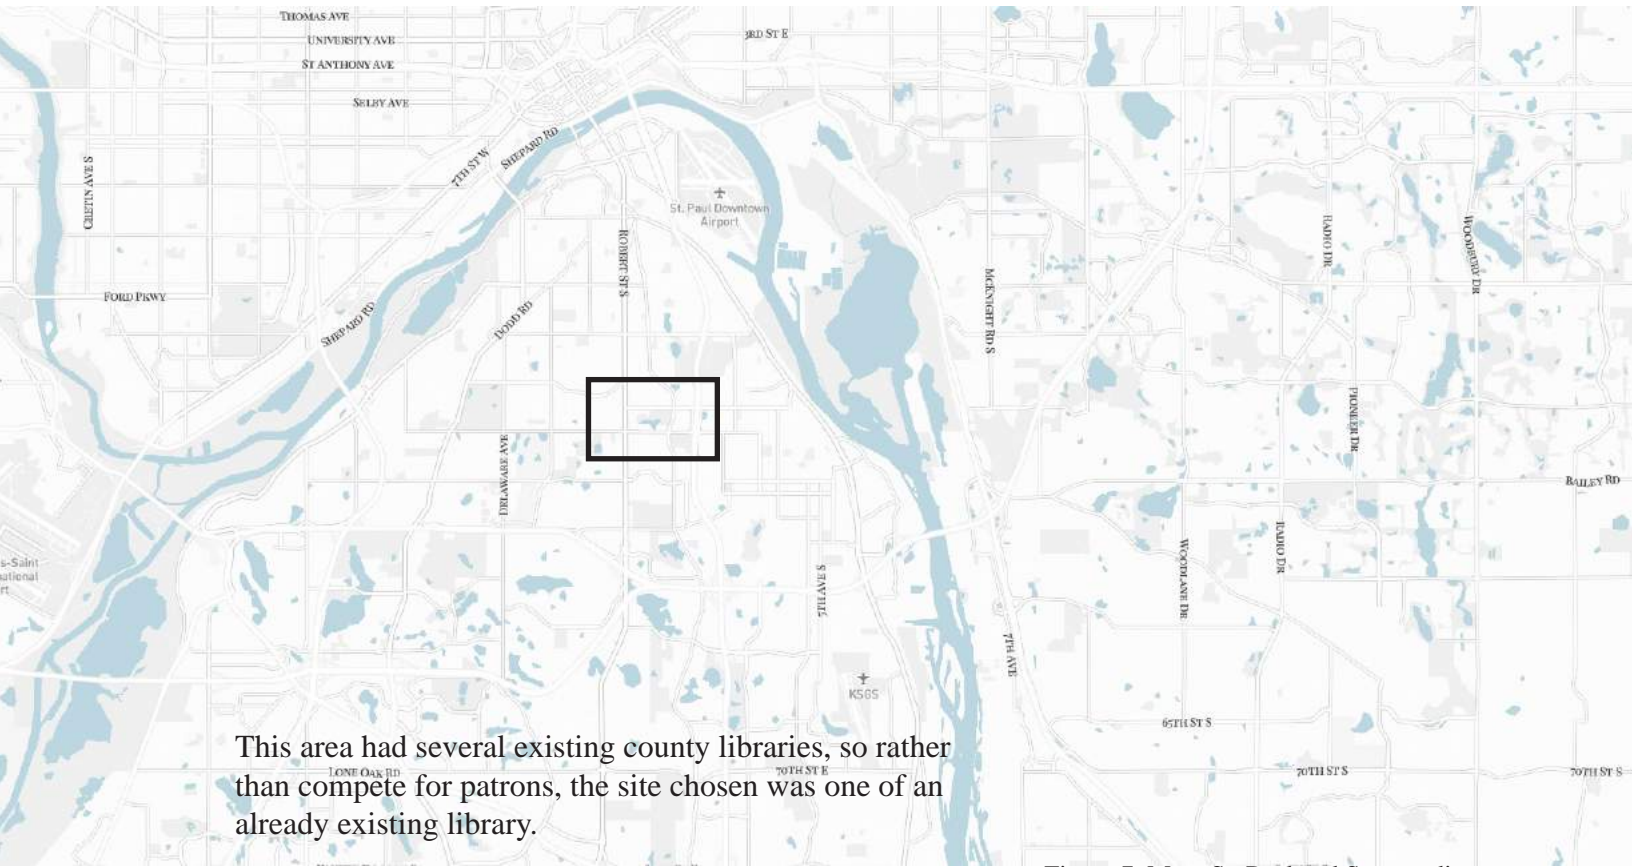 THOMAS AVE
UNIVERSITY AVE
ST ANTHONY AVE
SELBY AVE
3RD ST E
SHEPARD RD
7TH ST W
CRETIN AVE S
St. Paul Downtown
Airport
ROBERT ST S
RADIO DR
WOODBURY DR
MCKNIGHT RD S
FORD PKWY
SHEPARD RD
DODD RD
PIONEER DR
DELAWARE AVE
BAILEY RD
RADIO DR
WOODLANE DR
5TH AVE S
s-Saint
7TH AVE
KSGS
65TH ST S
This area had several existing county libraries, so rather
LONE OAK RD
70TH ST E
70TH ST S
70TH ST S
than compete for patrons, the site chosen was one of an
already existing library.